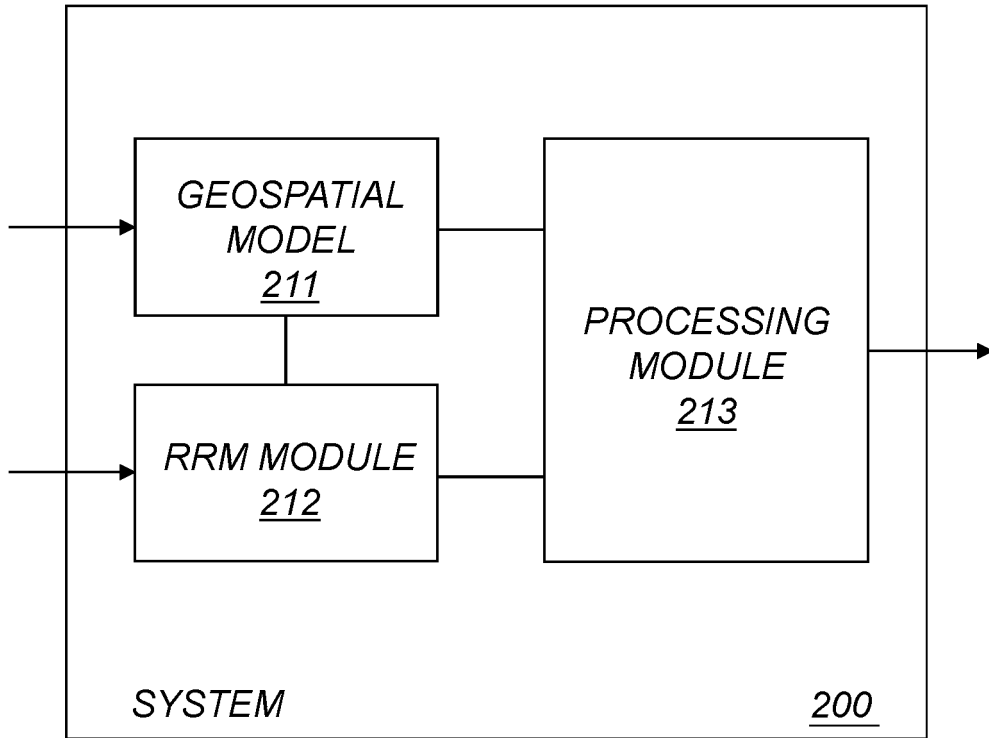 GEOSPATIAL
MODEL
211
PROCESSING
MODULE
213
RRM MODULE
212
SYSTEM
200